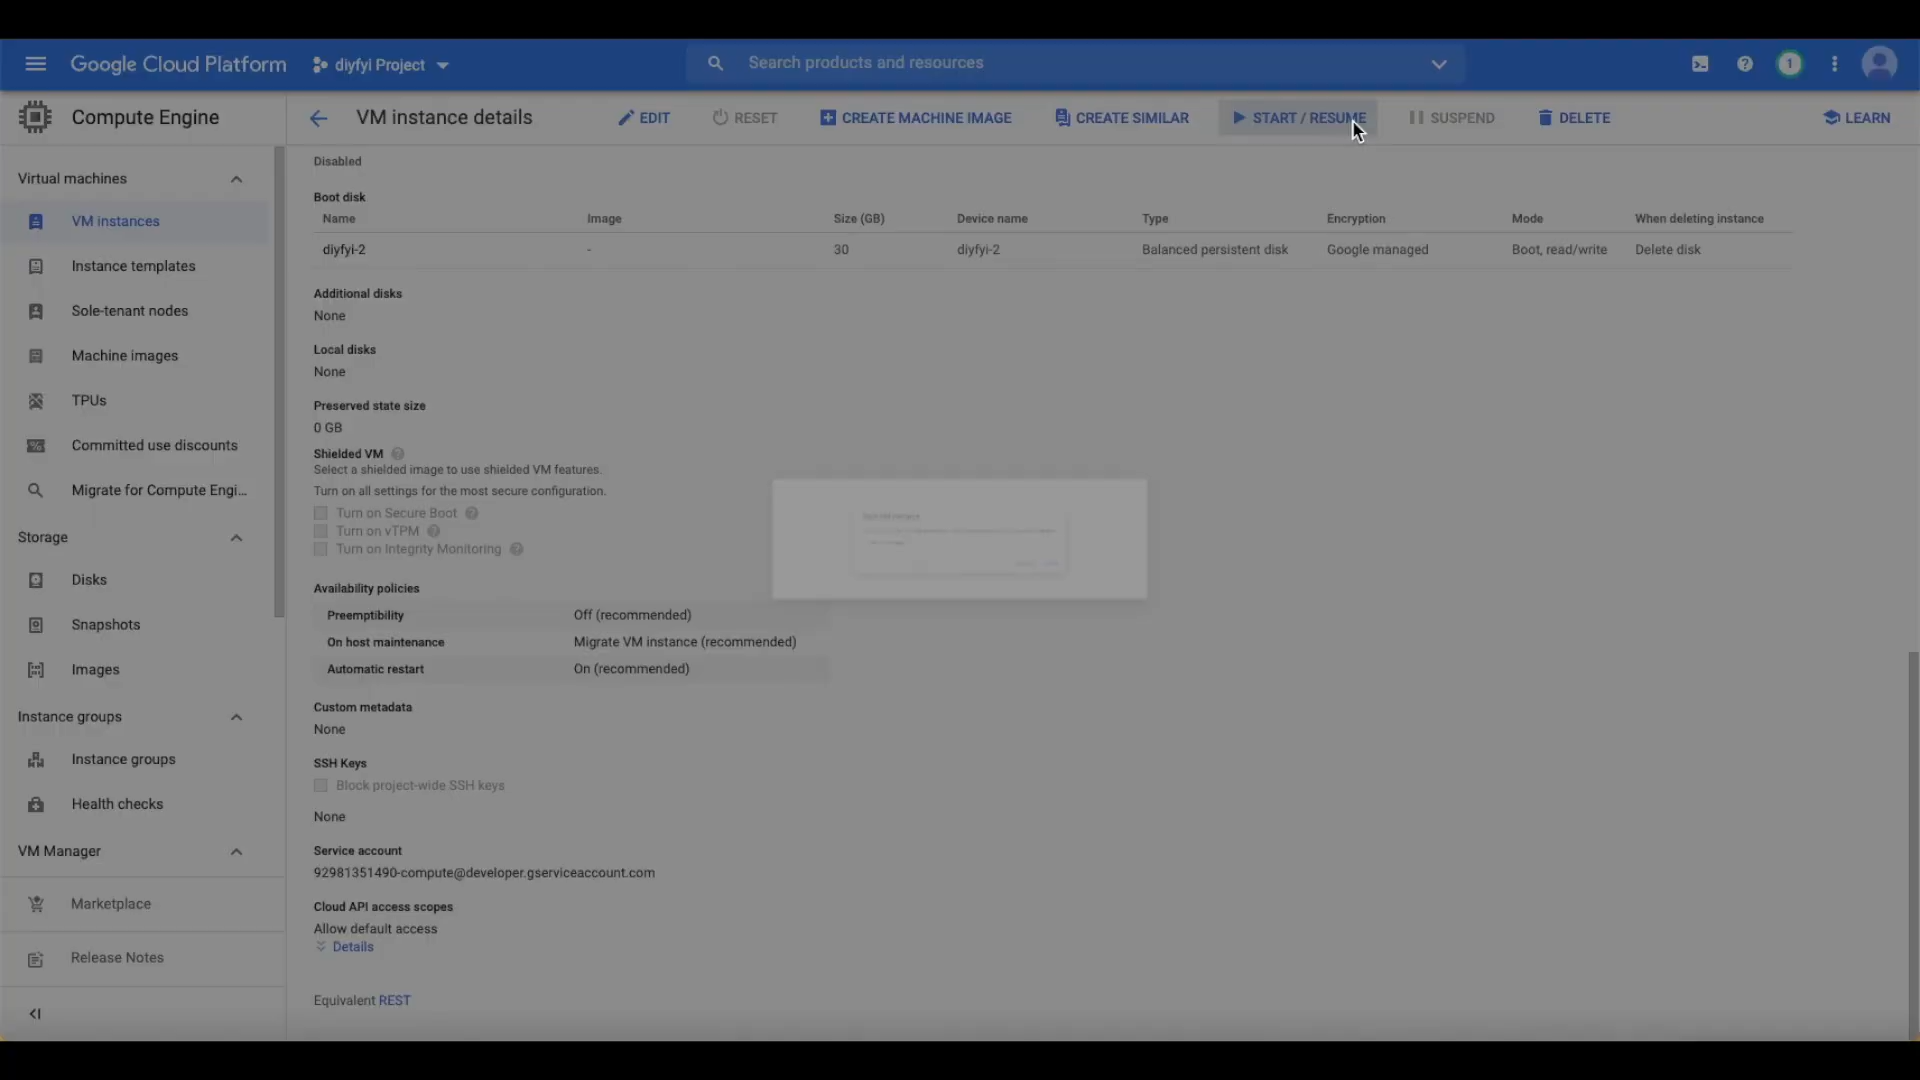 Google Cloud Platform
diyfyi Project
Search products and resources
1
Compute Engine
VM instance details
EDIT
RESET
CREATE MACHINE IMAGE
CREATE SIMILAR
START / RESUME
SUSPEND
DELETE
LEARN
Virtual machines
VM instances
Instance templates
Sole-tenant nodes
Machine images
TPUs
Committed use discounts
Migrate for Compute Engi...
Storage
Disks
Snapshots
Images
Instance groups
Instance groups
Health checks
VM Manager
Marketplace
Release Notes
Disabled
Boot disk
Name Image Size (GB) Device name Type Encryption Mode When deleting instance
diyfyi-2 - 30 diyfyi-2 Balanced persistent disk Google managed Boot, read/write Delete disk
Additional disks
None
Local disks
None
Preserved state size
0 GB
Shielded VM
Select a shielded image to use shielded VM features.
Turn on all settings for the most secure configuration.
Turn on Secure Boot
Turn on vTPM
Turn on Integrity Monitoring
Availability policies
Preemptibility Off (recommended)
On host maintenance Migrate VM instance (recommended)
Automatic restart On (recommended)
Custom metadata
None
SSH Keys
Block project-wide SSH keys
None
Service account
92981351490-compute@developer.gserviceaccount.com
Cloud API access scopes
Allow default access
Details
Equivalent REST